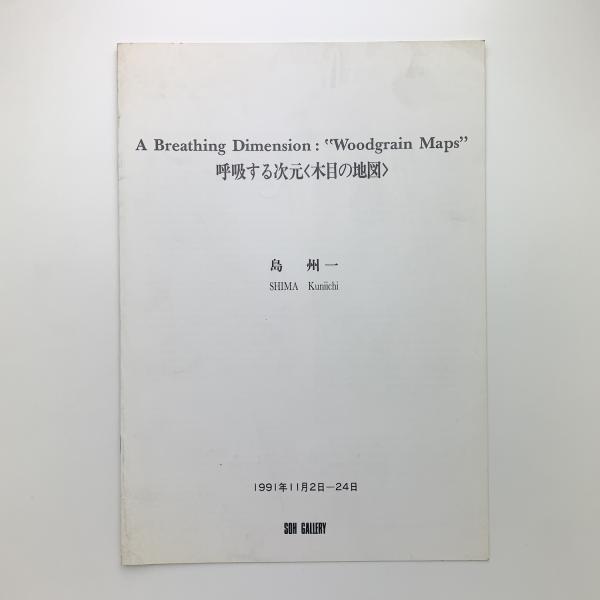 A Breathing Dimension : “Woodgrain Maps”
呼吸する次元〈木目の地図〉
島 州一
SHIMA Kuniichi
1991年11月2日—24日
SOH GALLERY